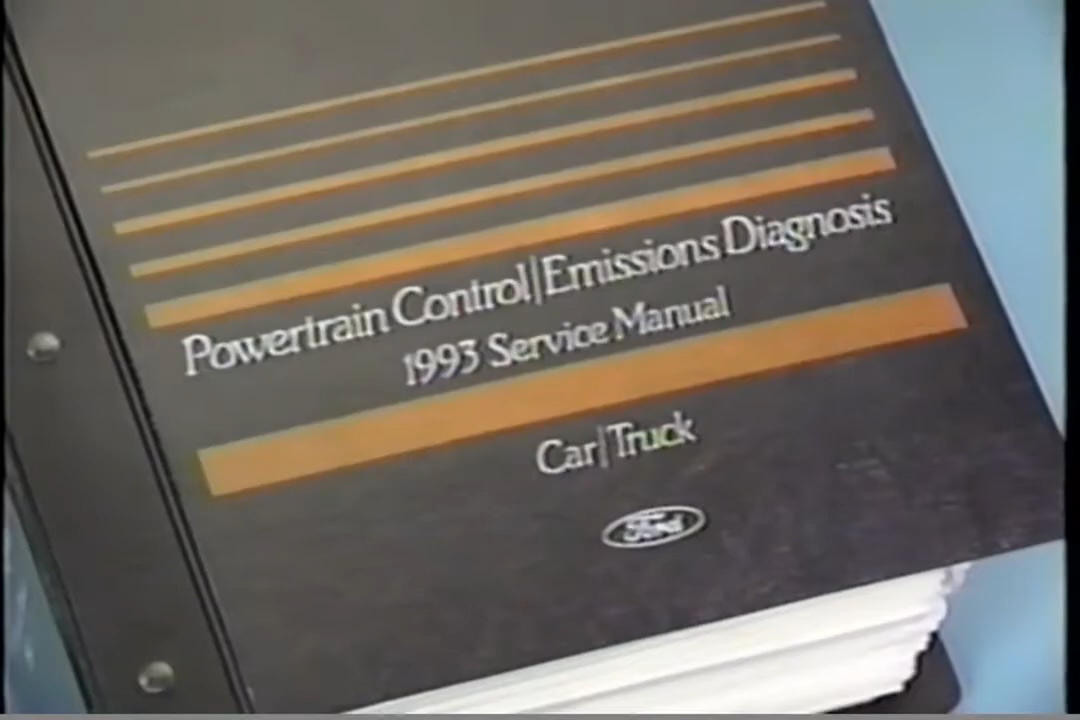 Powertrain Control|Emissions Diagnosis
1993 Service Manual
Car|Truck
Ford